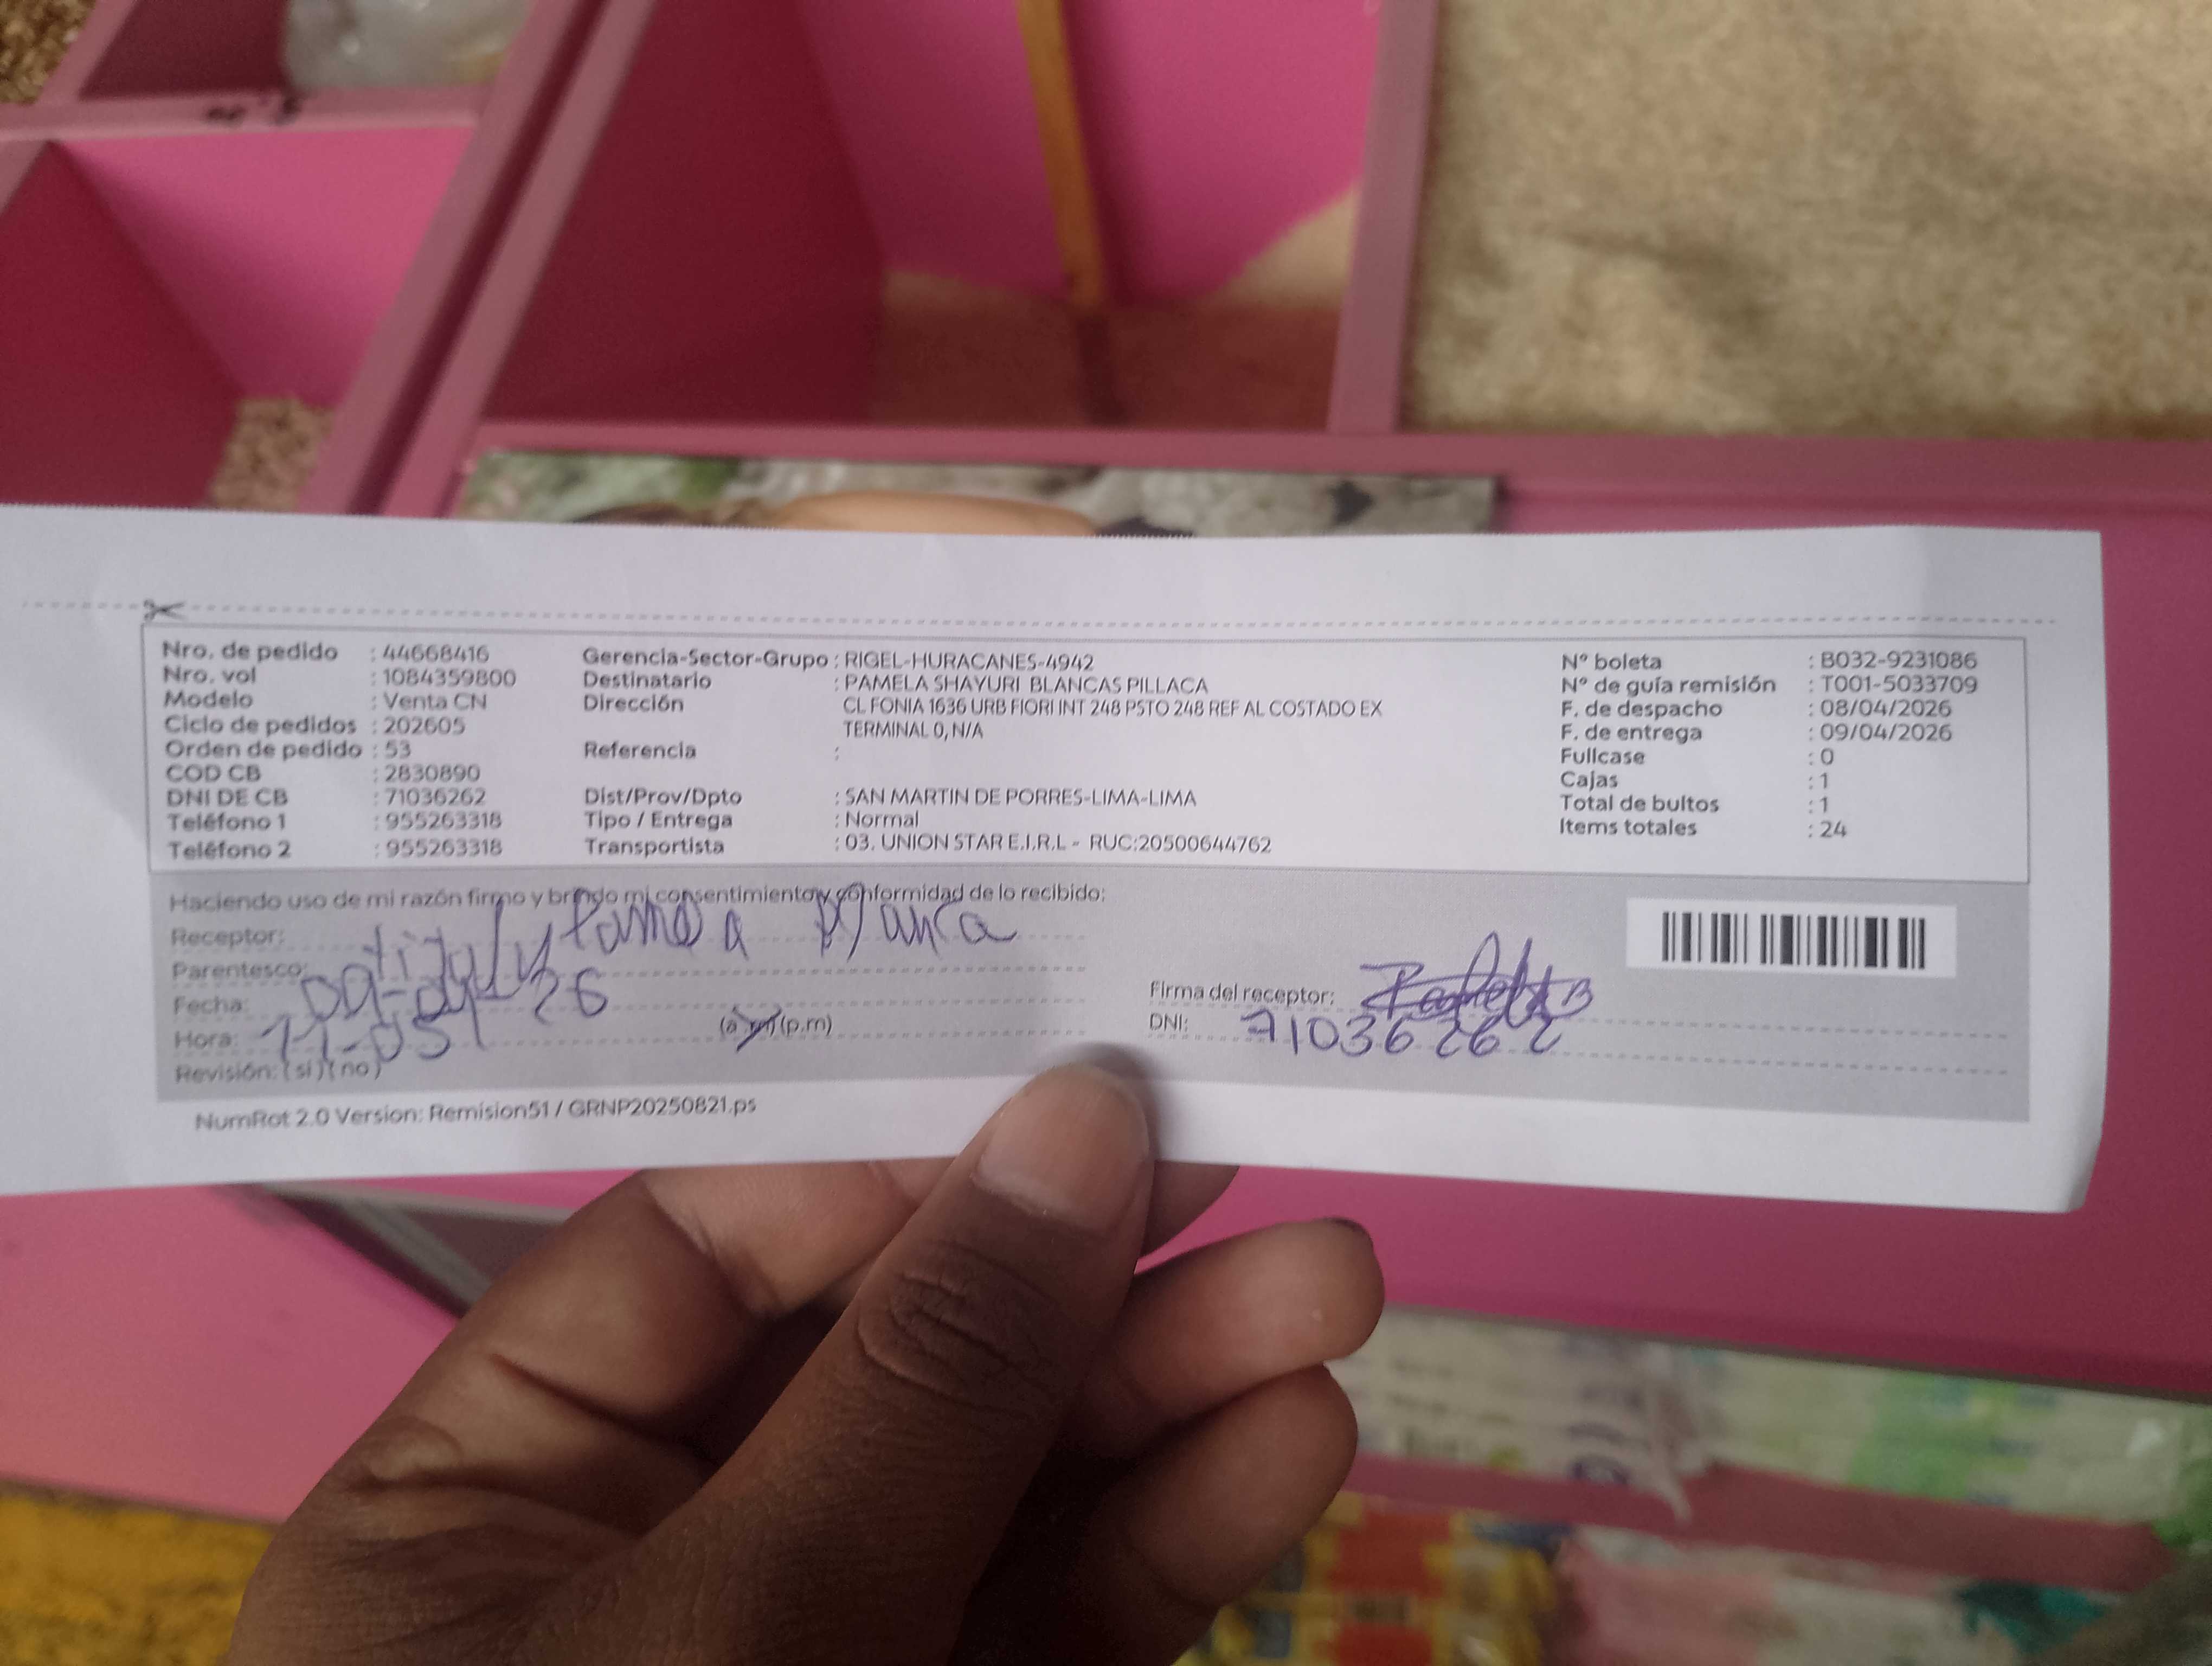 Nro. de pedido : 44668416
Nro. vol : 1084359800
Modelo : Venta CN
Ciclo de pedidos : 202605
Orden de pedido : 53
COD CB : 2830890
DNI DE CB : 71036262
Teléfono 1 : 955263318
Teléfono 2 : 955263318
Gerencia-Sector-Grupo : RIGEL-HURACANES-4942
Destinatario : PAMELA SHAYURI BLANCAS PILLACA
Dirección CL FONIA 1636 URB FIORI INT 248 PSTO 248 REF AL COSTADO EX
TERMINAL 0, N/A
Referencia :
Dist/Prov/Dpto : SAN MARTIN DE PORRES-LIMA-LIMA
Tipo / Entrega : Normal
Transportista : 03. UNION STAR E.I.R.L - RUC:20500644762
N° boleta : B032-9231086
N° de guía remisión : T001-5033709
F. de despacho : 08/04/2026
F. de entrega : 09/04/2026
Fullcase : 0
Cajas : 1
Total de bultos : 1
Items totales : 24
Haciendo uso de mi razón firmo y brindo mi consentimiento y conformidad de lo recibido:
Receptor: Pamela
Parentesco:
Fecha: 09-04 26
Hora: 11-05 (a.m) (p.m)
Revisión: (si) (no)
Firma del receptor:
DNI: 71036262
NumRot 2.0 Version: Remision51 / GRNP20250821.ps